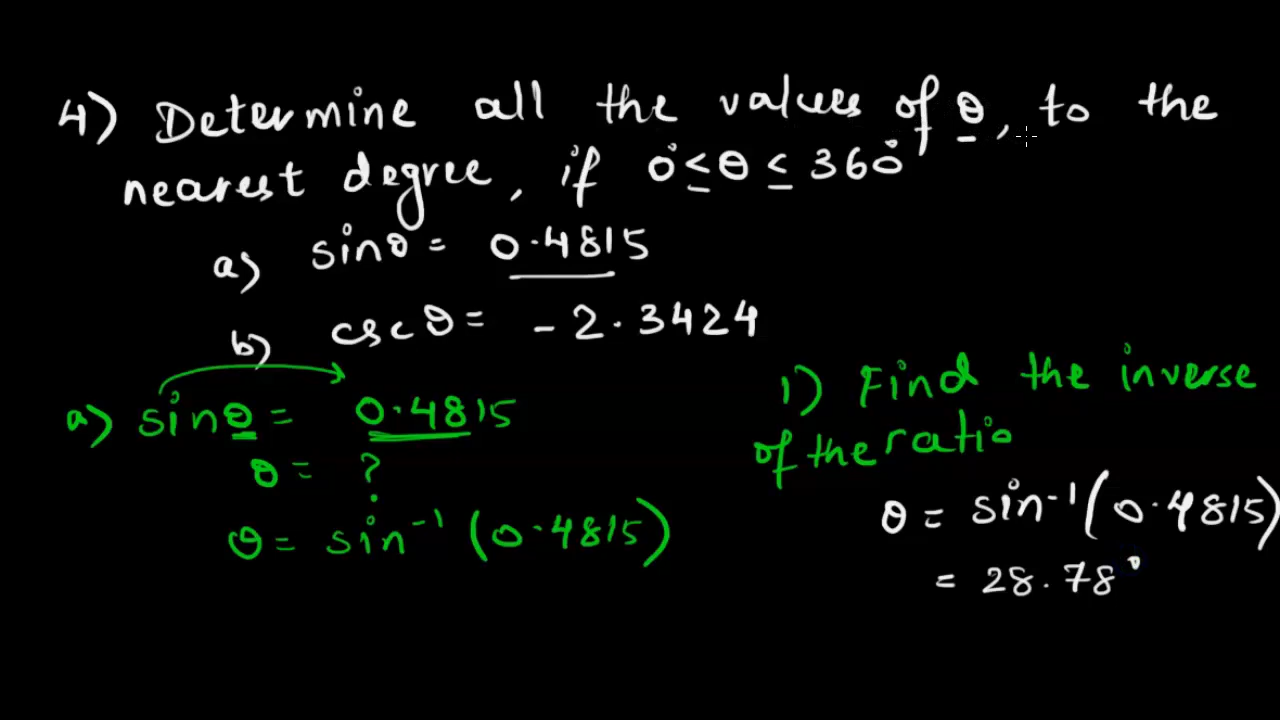 4) Determine all the values of θ, to the
nearest degree, if 0° ≤ θ ≤ 360°
a) sinθ = 0.4815
b) cscθ = -2.3424
a) sinθ = 0.4815
θ = ?
θ = sin⁻¹ (0.4815)
1) Find the inverse
of the ratio
θ = sin⁻¹(0.4815)
= 28.78°